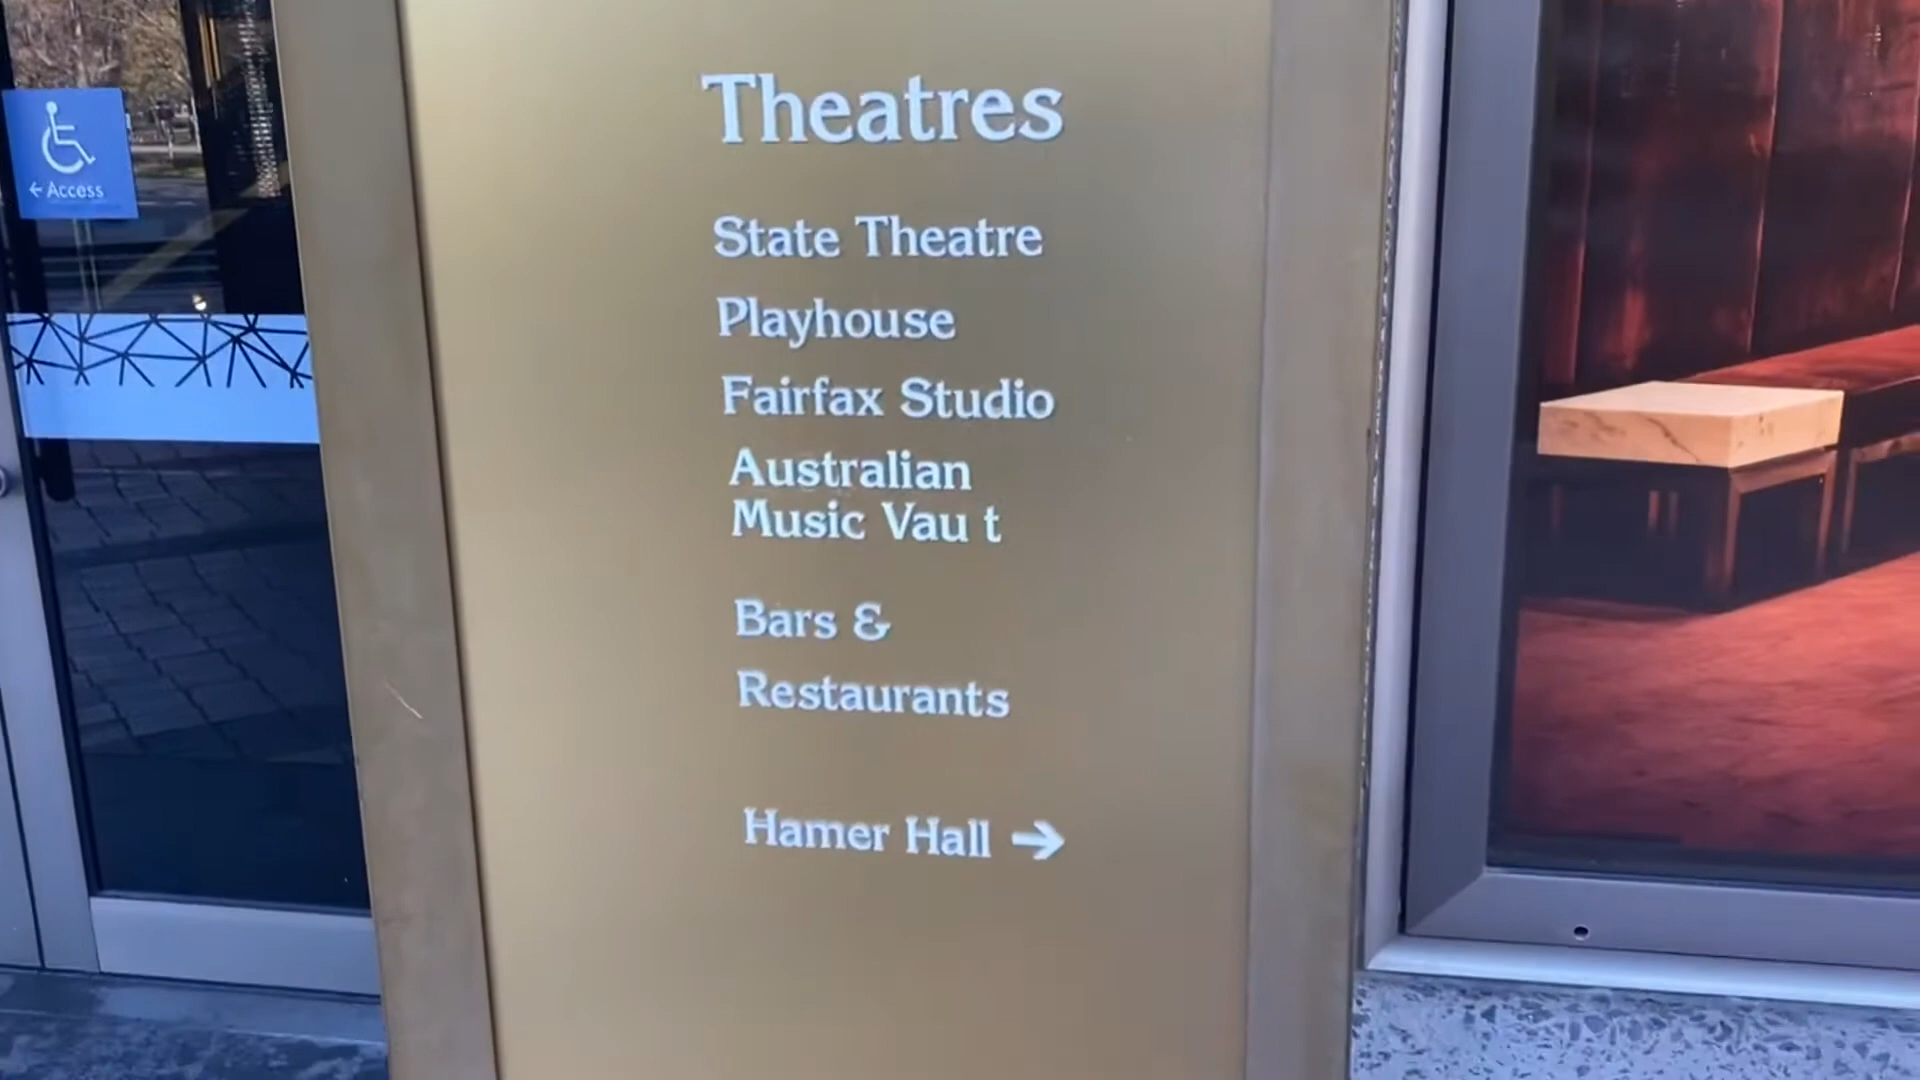 ← Access
Theatres
State Theatre
Playhouse
Fairfax Studio
Australian
Music Vau t
Bars &
Restaurants
Hamer Hall →